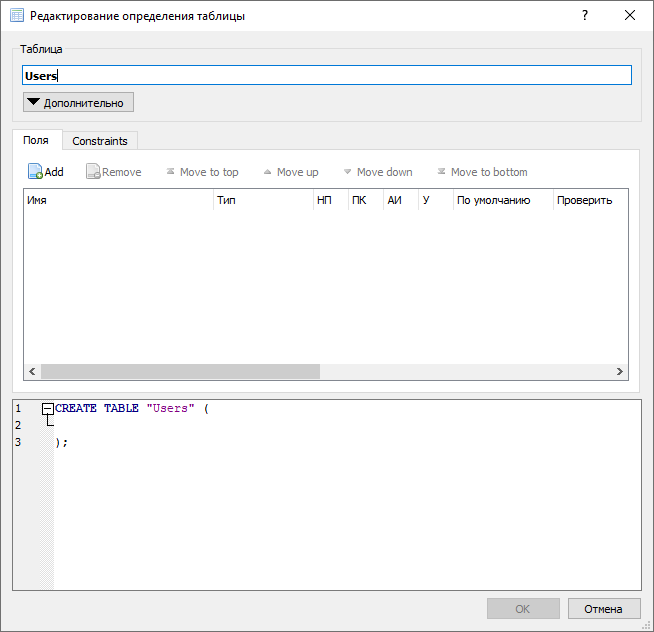 Редактирование определения таблицы ?
Таблица
Users
Дополнительно
Поля Constraints
Add Remove Move to top Move up Move down Move to bottom
Имя Тип НП ПК АИ У По умолчанию Проверить
1 CREATE TABLE "Users" (
2
3 );
OK Отмена